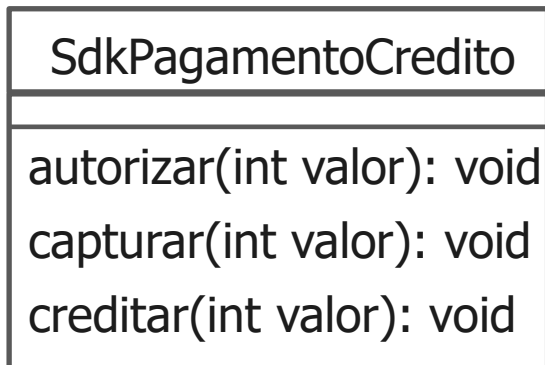 SdkPagamentoCredito
autorizar(int valor): void
capturar(int valor): void
creditar(int valor): void